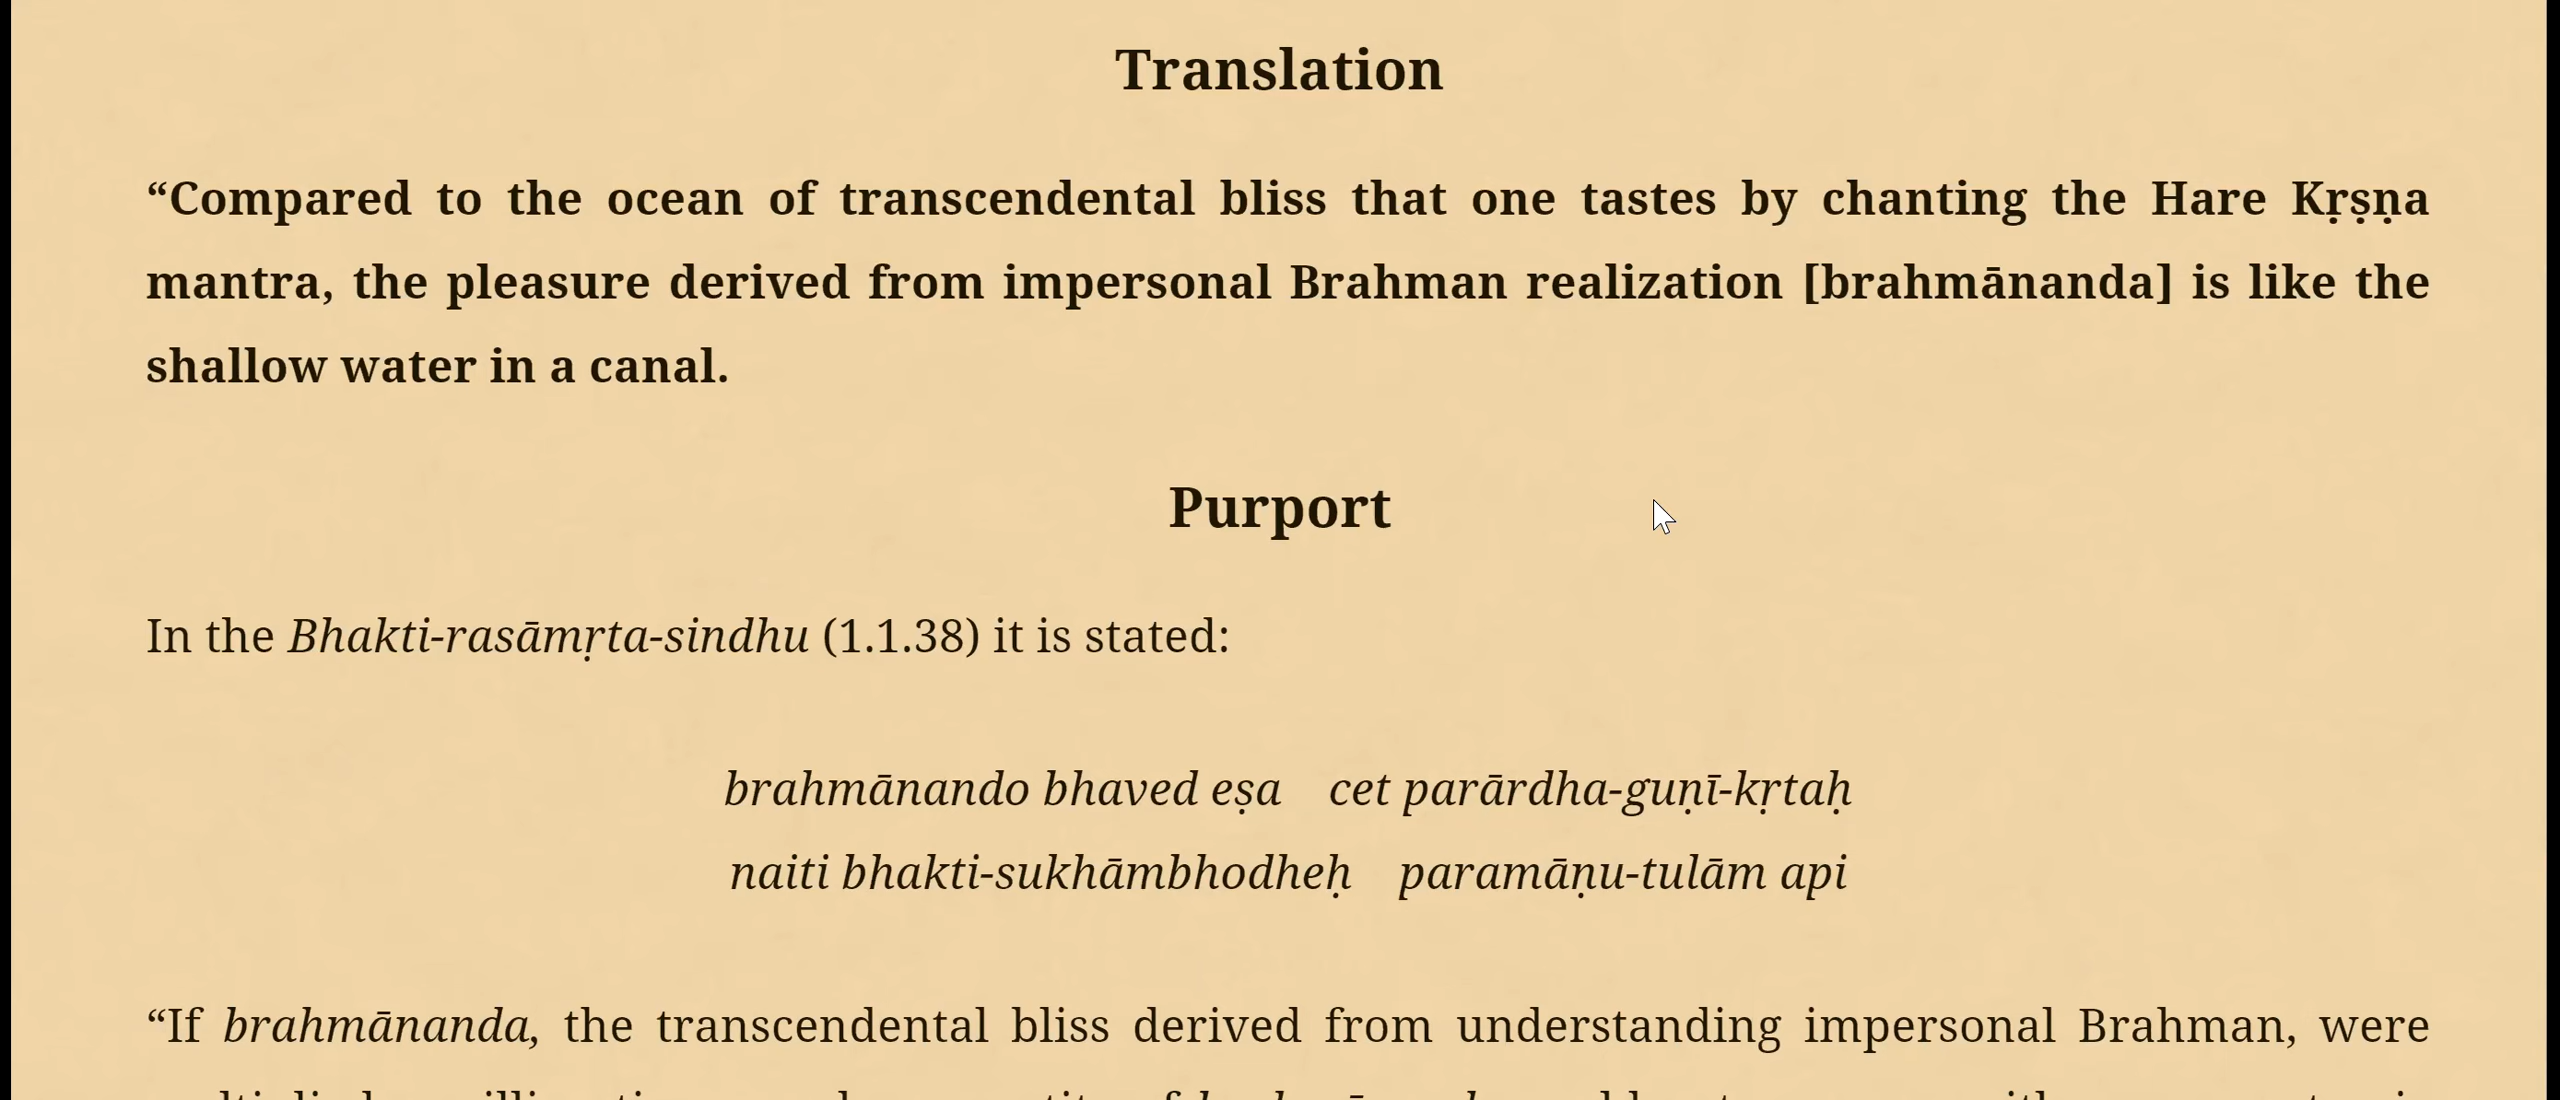 Translation
“Compared to the ocean of transcendental bliss that one tastes by chanting the Hare Kṛṣṇa
mantra, the pleasure derived from impersonal Brahman realization [brahmānanda] is like the
shallow water in a canal.
Purport
In the Bhakti-rasāmṛta-sindhu (1.1.38) it is stated:
brahmānando bhaved eṣa cet parārdha-guṇī-kṛtaḥ
naiti bhakti-sukhāmbhodheḥ paramāṇu-tulām api
“If brahmānanda, the transcendental bliss derived from understanding impersonal Brahman, were